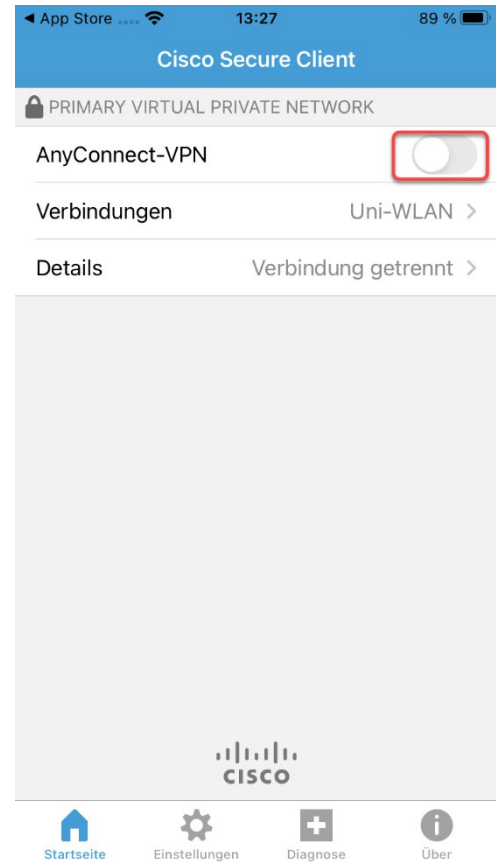 ◀ App Store .... 13:27 89 %
Cisco Secure Client
PRIMARY VIRTUAL PRIVATE NETWORK
AnyConnect-VPN
Verbindungen Uni-WLAN >
Details Verbindung getrennt >
CISCO
Startseite Einstellungen Diagnose Über